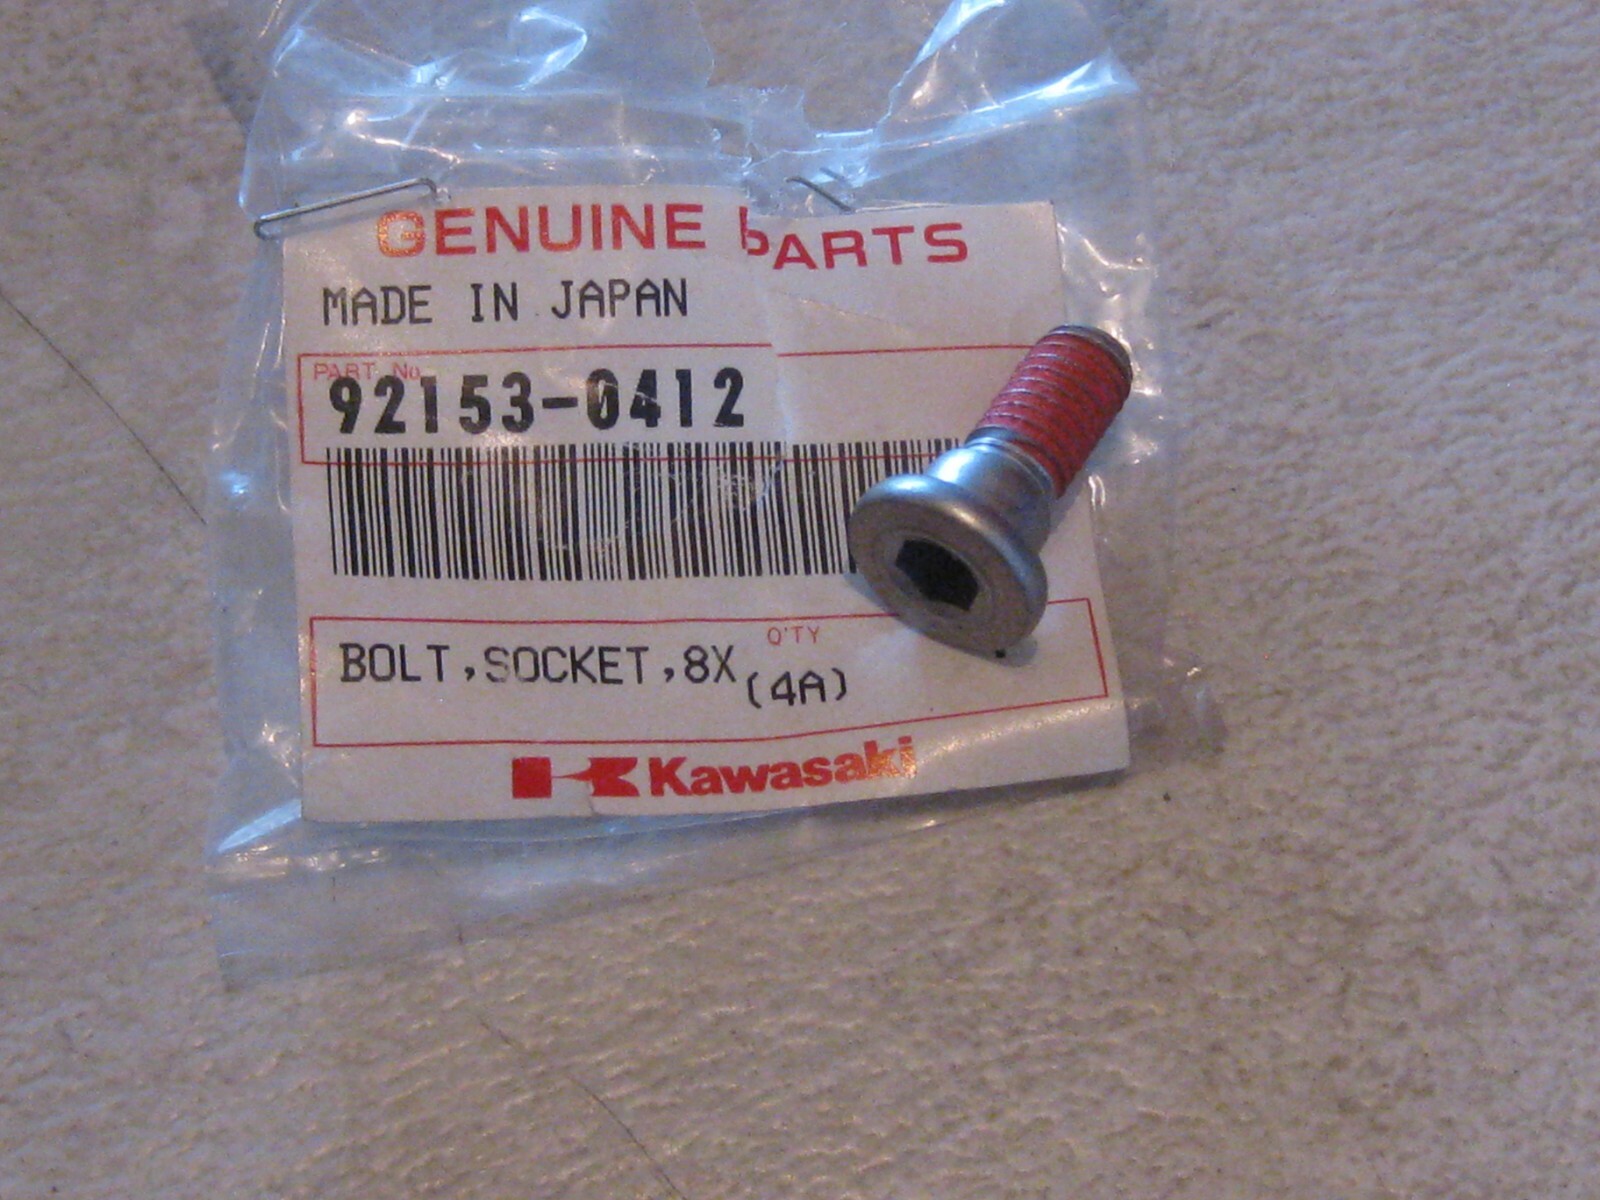 GENUINE PARTS
MADE IN JAPAN
PART No.
92153-0412
Q'TY
BOLT,SOCKET,8X
(4A)
Kawasaki